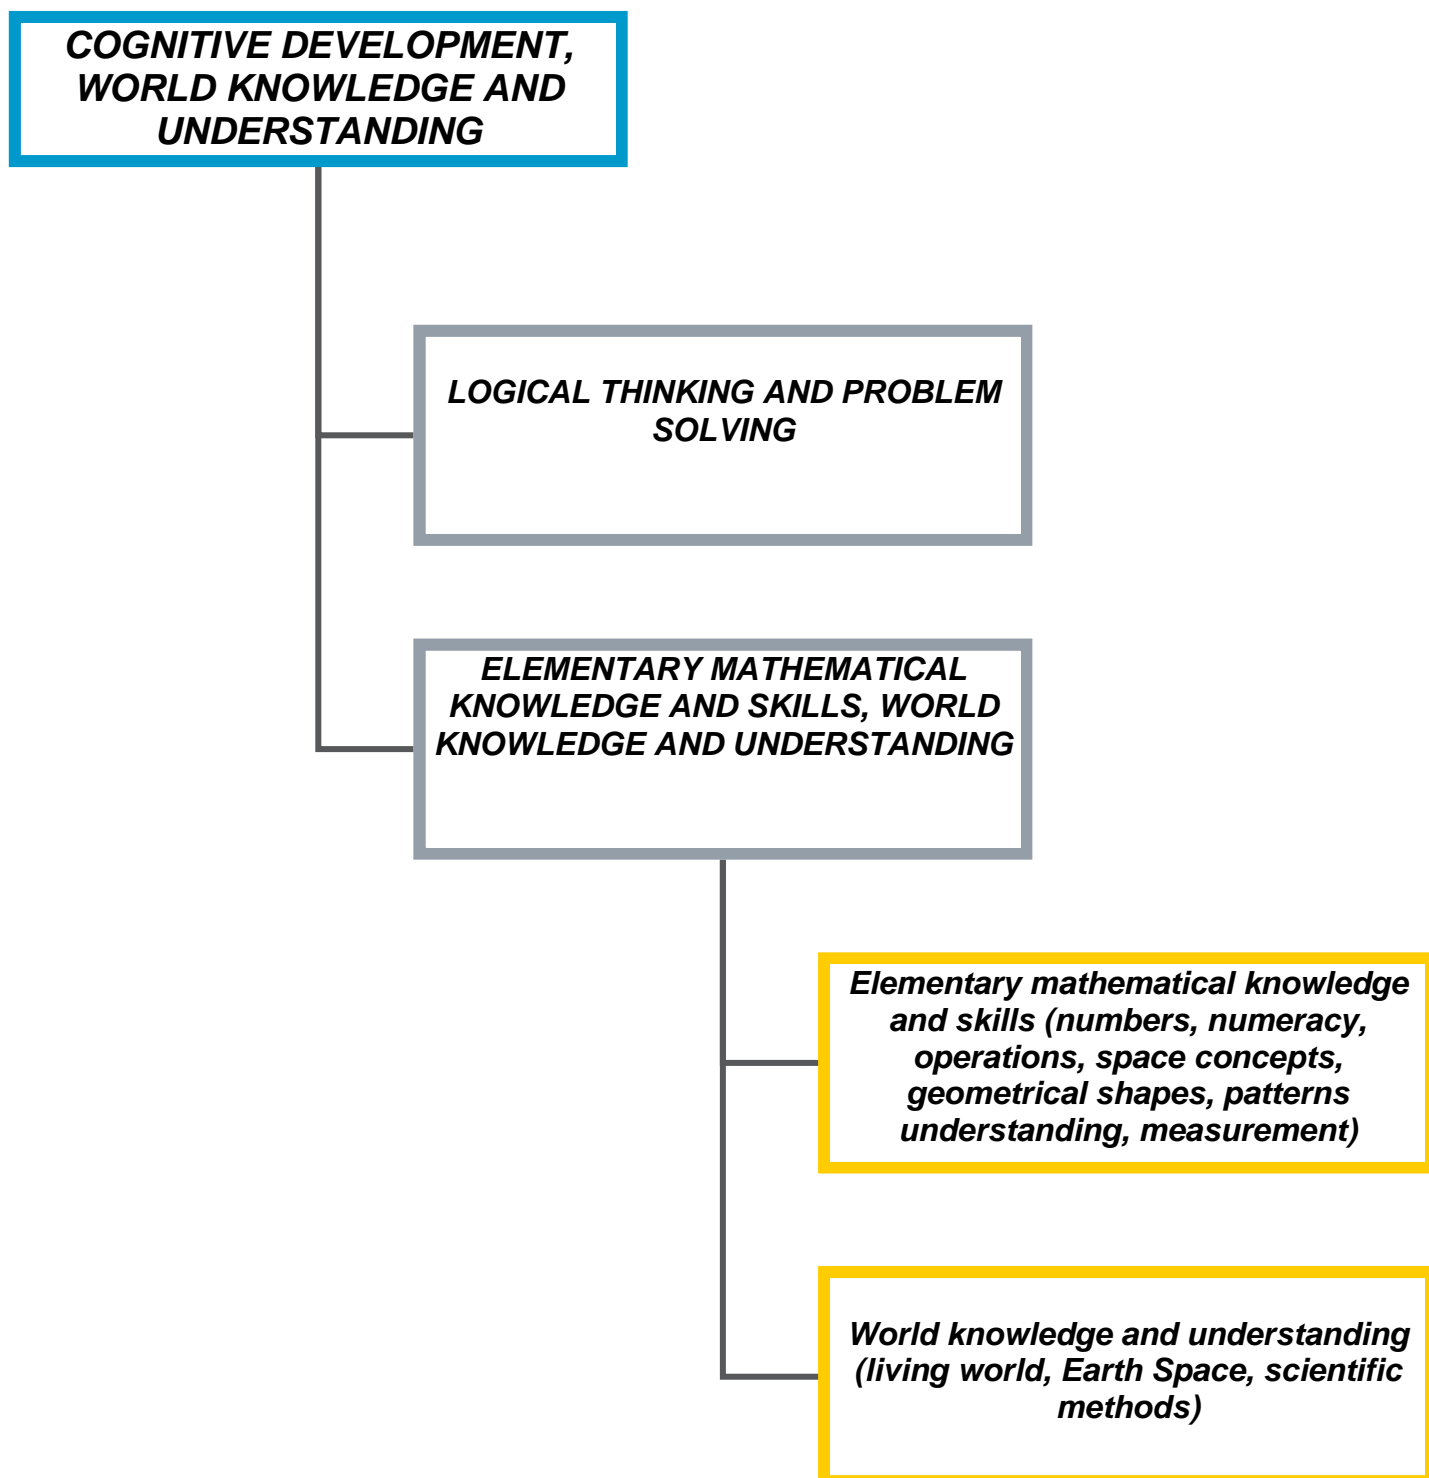 COGNITIVE DEVELOPMENT,
WORLD KNOWLEDGE AND
UNDERSTANDING
LOGICAL THINKING AND PROBLEM
SOLVING
ELEMENTARY MATHEMATICAL
KNOWLEDGE AND SKILLS, WORLD
KNOWLEDGE AND UNDERSTANDING
Elementary mathematical knowledge
and skills (numbers, numeracy,
operations, space concepts,
geometrical shapes, patterns
understanding, measurement)
World knowledge and understanding
(living world, Earth Space, scientific
methods)